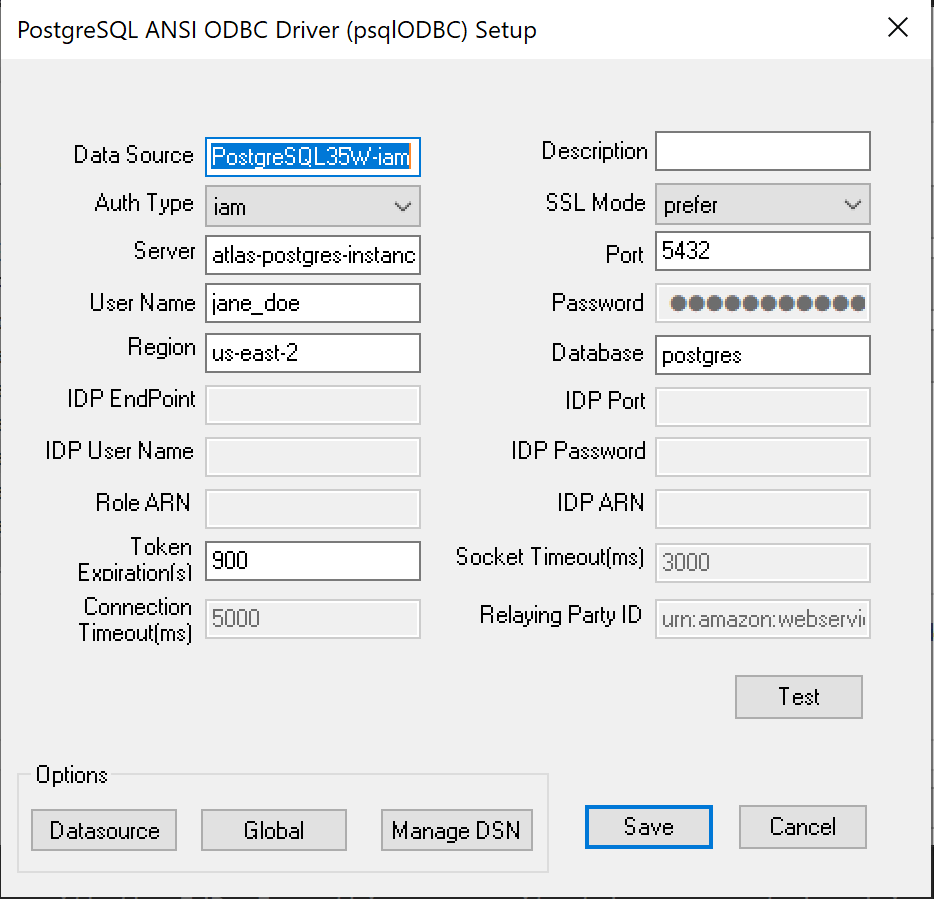 PostgreSQL ANSI ODBC Driver (psqlODBC) Setup
Data Source PostgreSQL35W-iam Description
Auth Type iam SSL Mode prefer
Server atlas-postgres-instanc Port 5432
User Name jane_doe Password
Region us-east-2 Database postgres
IDP EndPoint IDP Port
IDP User Name IDP Password
Role ARN IDP ARN
Token
Expiration(s) 900 Socket Timeout(ms) 3000
Connection
Timeout(ms) 5000 Relaying Party ID urn:amazon:webservi
Test
Options
Datasource Global Manage DSN Save Cancel